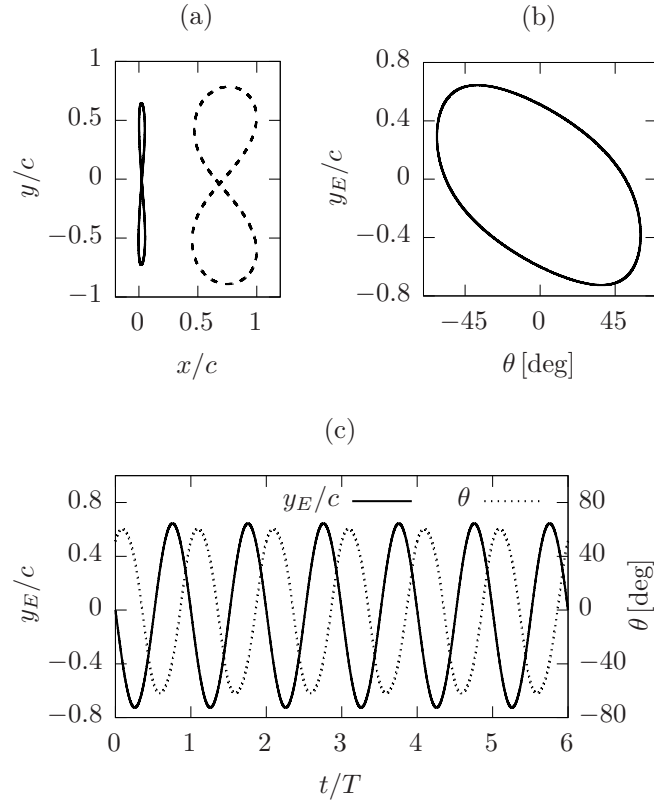 (a)
y/c
1
0.5
0
−0.5
−1
0 0.5 1
x/c
(b)
y_E/c
0.8
0.4
0
−0.4
−0.8
−45 0 45
θ [deg]
(c)
y_E/c θ
y_E/c
0.8
0.4
0
−0.4
−0.8
80
40
0
−40
−80
θ [deg]
0 1 2 3 4 5 6
t/T